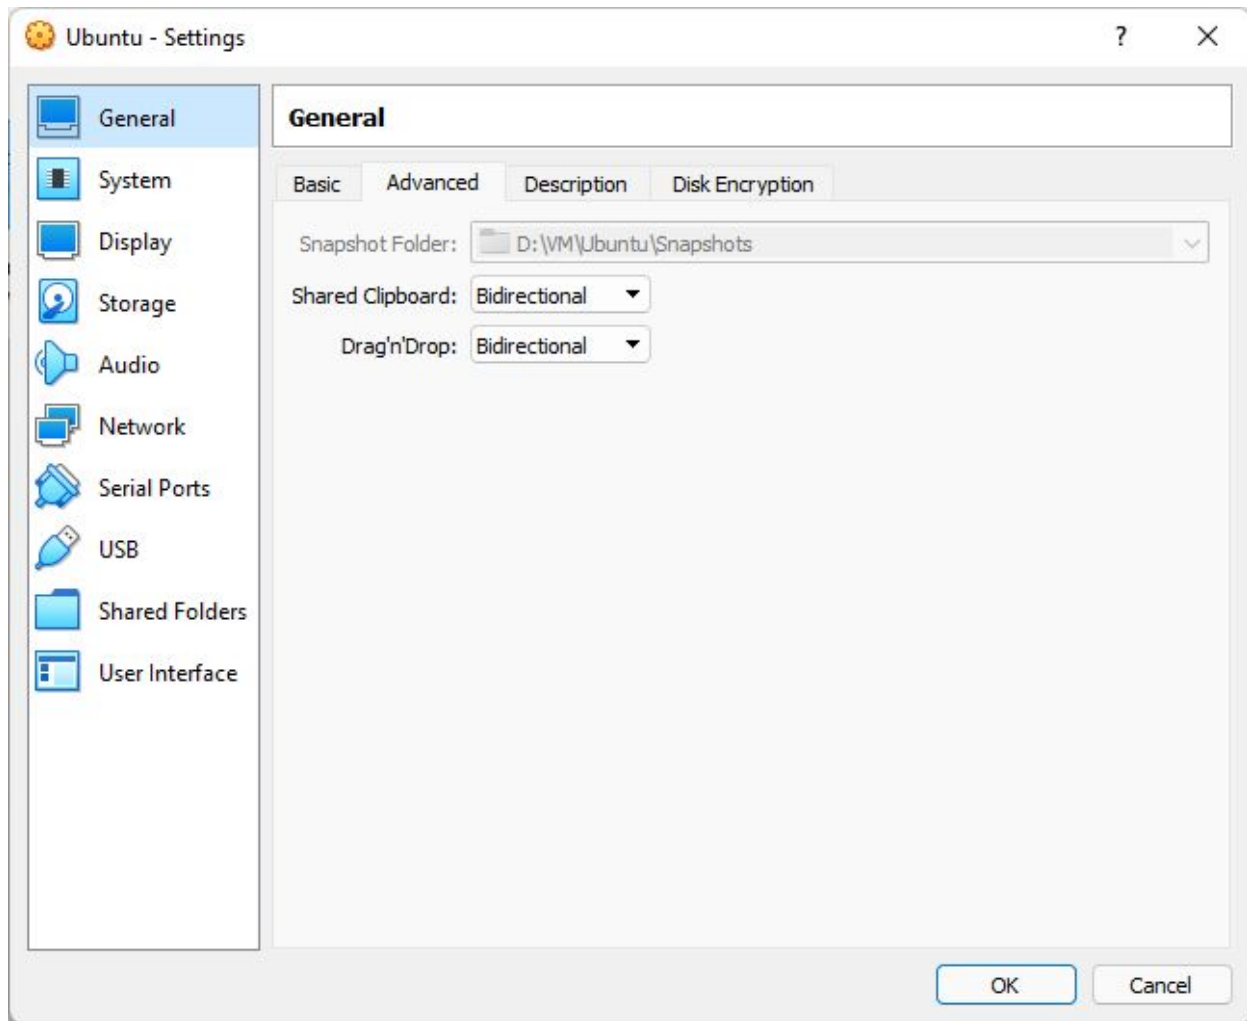 Ubuntu - Settings
?
General
System
Display
Storage
Audio
Network
Serial Ports
USB
Shared Folders
User Interface
General
Basic Advanced Description Disk Encryption
Snapshot Folder: D:\VM\Ubuntu\Snapshots
Shared Clipboard: Bidirectional
Drag'n'Drop: Bidirectional
OK Cancel